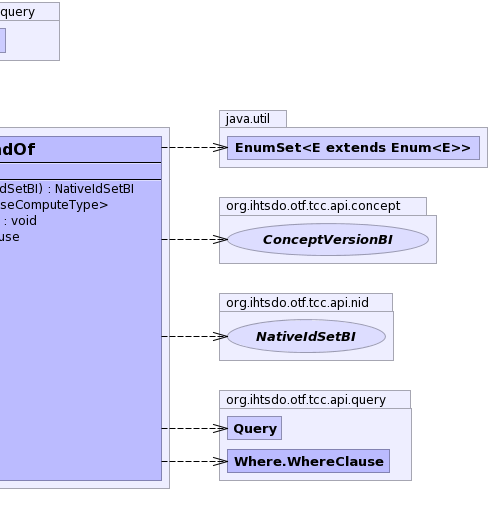 query
java.util
EnumSet<E extends Enum<E>>
dOf
dSetBI) : NativeIdSetBI
seComputeType>
: void
use
org.ihtsdo.otf.tcc.api.concept
ConceptVersionBI
org.ihtsdo.otf.tcc.api.nid
NativeIdSetBI
org.ihtsdo.otf.tcc.api.query
Query
Where.WhereClause